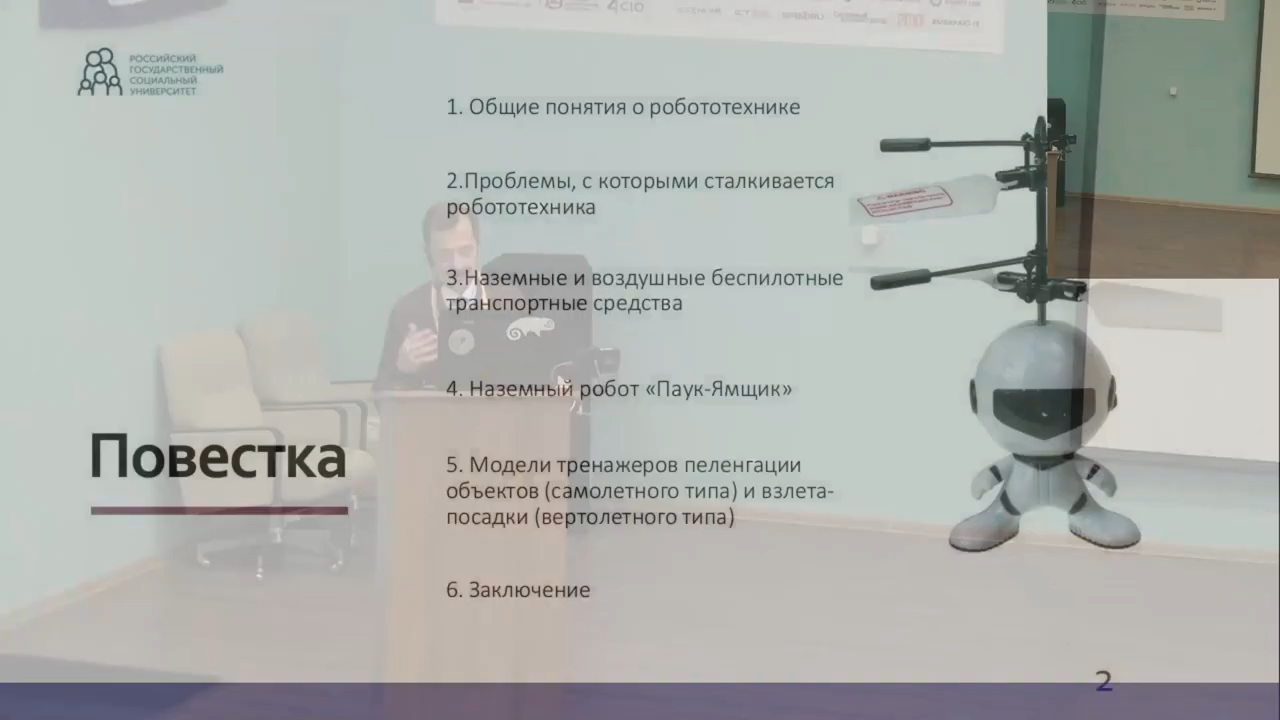 РОССИЙСКИЙ
ГОСУДАРСТВЕННЫЙ
СОЦИАЛЬНЫЙ
УНИВЕРСИТЕТ
Повестка
1. Общие понятия о робототехнике
2.Проблемы, с которыми сталкивается
робототехника
3.Наземные и воздушные беспилотные
транспортные средства
4. Наземный робот «Паук-Ямщик»
5. Модели тренажеров пеленгации
объектов (самолетного типа) и взлета-
посадки (вертолетного типа)
6. Заключение
2